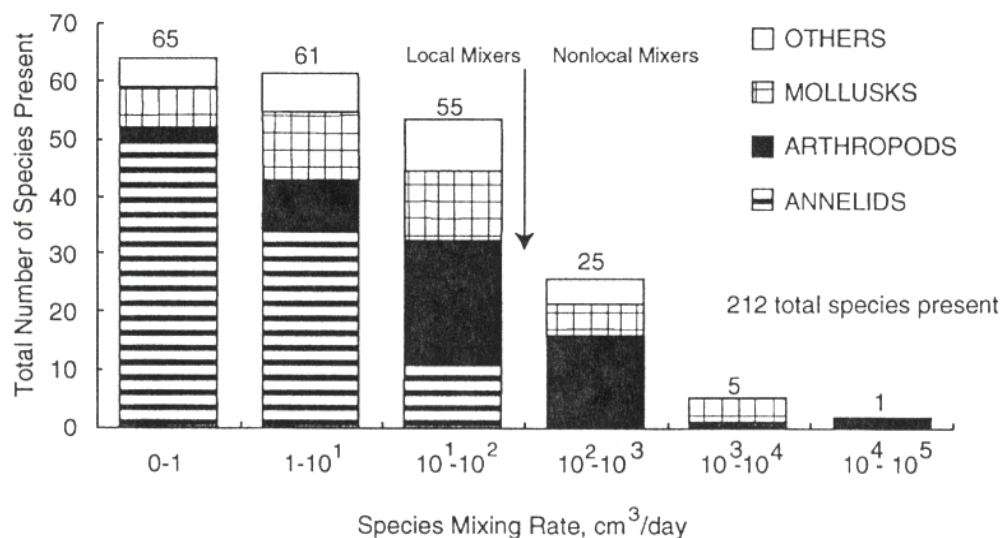 Total Number of Species Present
70
60
50
40
30
20
10
0
65
61
55
25
5
1
Local Mixers
Nonlocal Mixers
OTHERS
MOLLUSKS
ARTHROPODS
ANNELIDS
212 total species present
0-1
1-10¹
10¹-10²
10²-10³
10³-10⁴
10⁴-10⁵
Species Mixing Rate, cm³/day